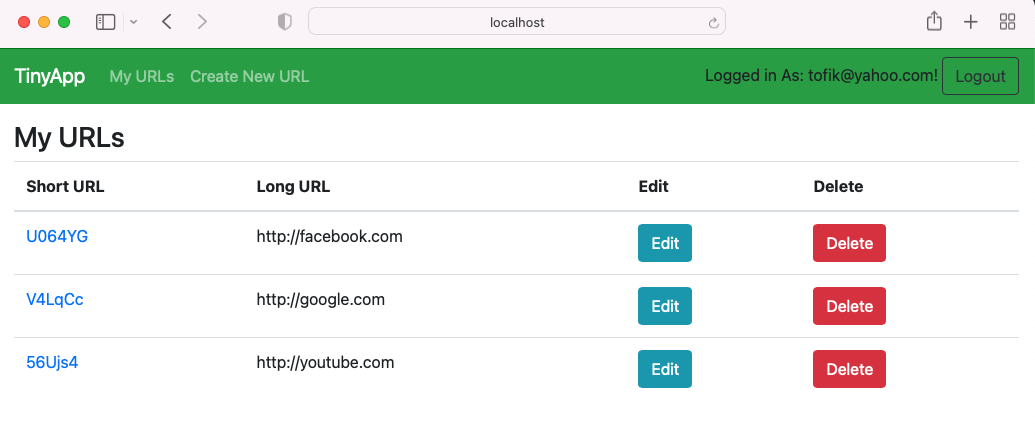 localhost
TinyApp My URLs Create New URL Logged in As: tofik@yahoo.com! Logout
My URLs
Short URL Long URL Edit Delete
U064YG http://facebook.com Edit Delete
V4LqCc http://google.com Edit Delete
56Ujs4 http://youtube.com Edit Delete